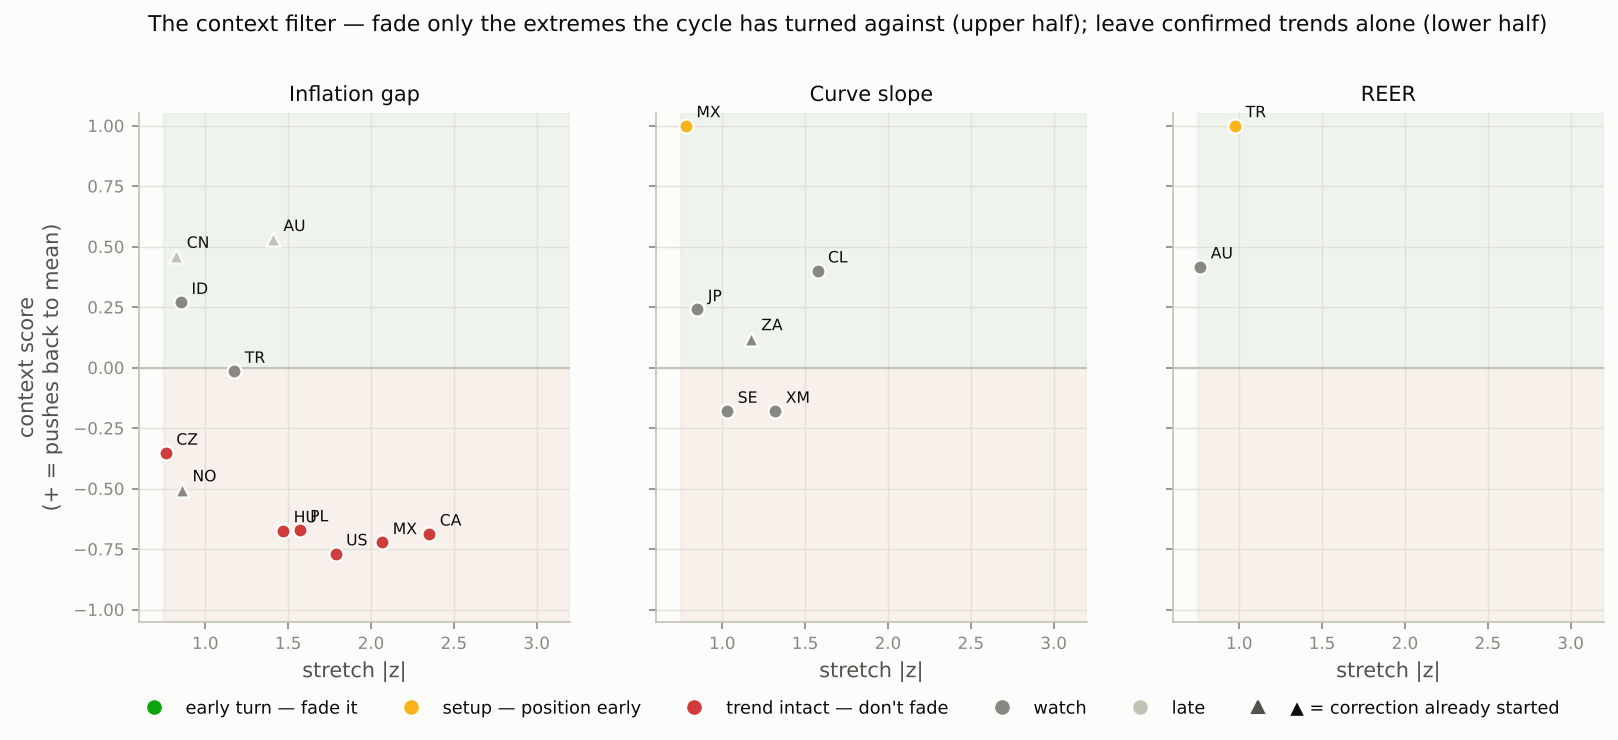 The context filter — fade only the extremes the cycle has turned against (upper half); leave confirmed trends alone (lower half)
Inflation gap
Curve slope
REER
context score
(+ = pushes back to mean)
1.00
0.75
0.50
0.25
0.00
−0.25
−0.50
−0.75
−1.00
CN
AU
ID
TR
CZ
NO
HU
PL
US
MX
CA
1.0 1.5 2.0 2.5 3.0
stretch |z|
MX
CL
JP
ZA
SE
XM
1.0 1.5 2.0 2.5 3.0
stretch |z|
TR
AU
1.0 1.5 2.0 2.5 3.0
stretch |z|
early turn — fade it
setup — position early
trend intact — don't fade
watch
late
▲ = correction already started